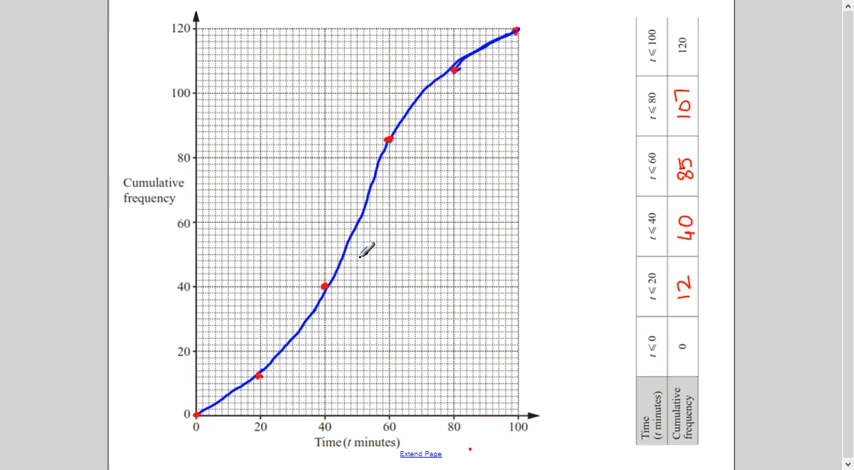 120
100
80
60
40
20
0
Cumulative
frequency
0
20
40
60
80
100
Time (t minutes)
Extend Page
Time
(t minutes)
t ⩽ 0
t ⩽ 20
t ⩽ 40
t ⩽ 60
t ⩽ 80
t ⩽ 100
Cumulative
frequency
0
12
40
85
107
120